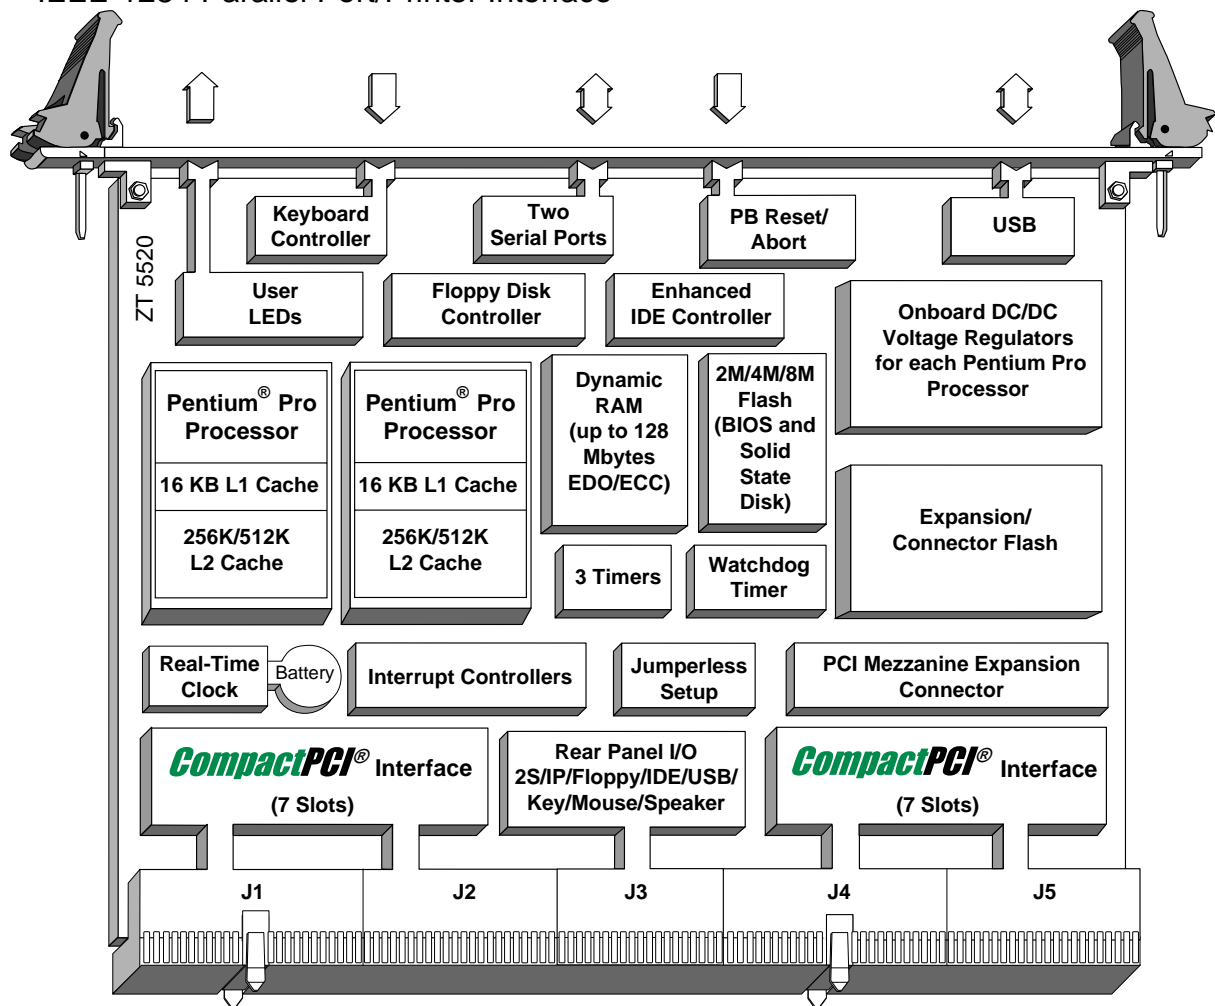 IEEE 1284 Parallel Port/Printer Interface
Keyboard
Controller
Two
Serial Ports
PB Reset/
Abort
USB
ZT 5520
User
LEDs
Floppy Disk
Controller
Enhanced
IDE Controller
Onboard DC/DC
Voltage Regulators
for each Pentium Pro
Processor
Pentium® Pro
Processor
16 KB L1 Cache
256K/512K
L2 Cache
Pentium® Pro
Processor
16 KB L1 Cache
256K/512K
L2 Cache
Dynamic
RAM
(up to 128
Mbytes
EDO/ECC)
2M/4M/8M
Flash
(BIOS and
Solid
State
Disk)
Expansion/
Connector Flash
3 Timers
Watchdog
Timer
Real-Time
Clock
Battery
Interrupt Controllers
Jumperless
Setup
PCI Mezzanine Expansion
Connector
CompactPCI® Interface
(7 Slots)
Rear Panel I/O
2S/IP/Floppy/IDE/USB/
Key/Mouse/Speaker
CompactPCI® Interface
(7 Slots)
J1
J2
J3
J4
J5